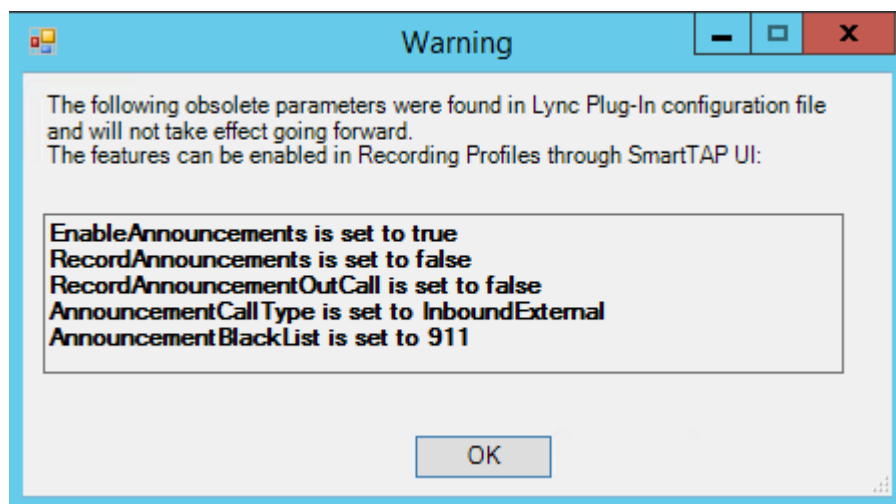 Warning
The following obsolete parameters were found in Lync Plug-In configuration file
and will not take effect going forward.
The features can be enabled in Recording Profiles through SmartTAP UI:
EnableAnnouncements is set to true
RecordAnnouncements is set to false
RecordAnnouncementOutCall is set to false
AnnouncementCallType is set to InboundExternal
AnnouncementBlackList is set to 911
OK